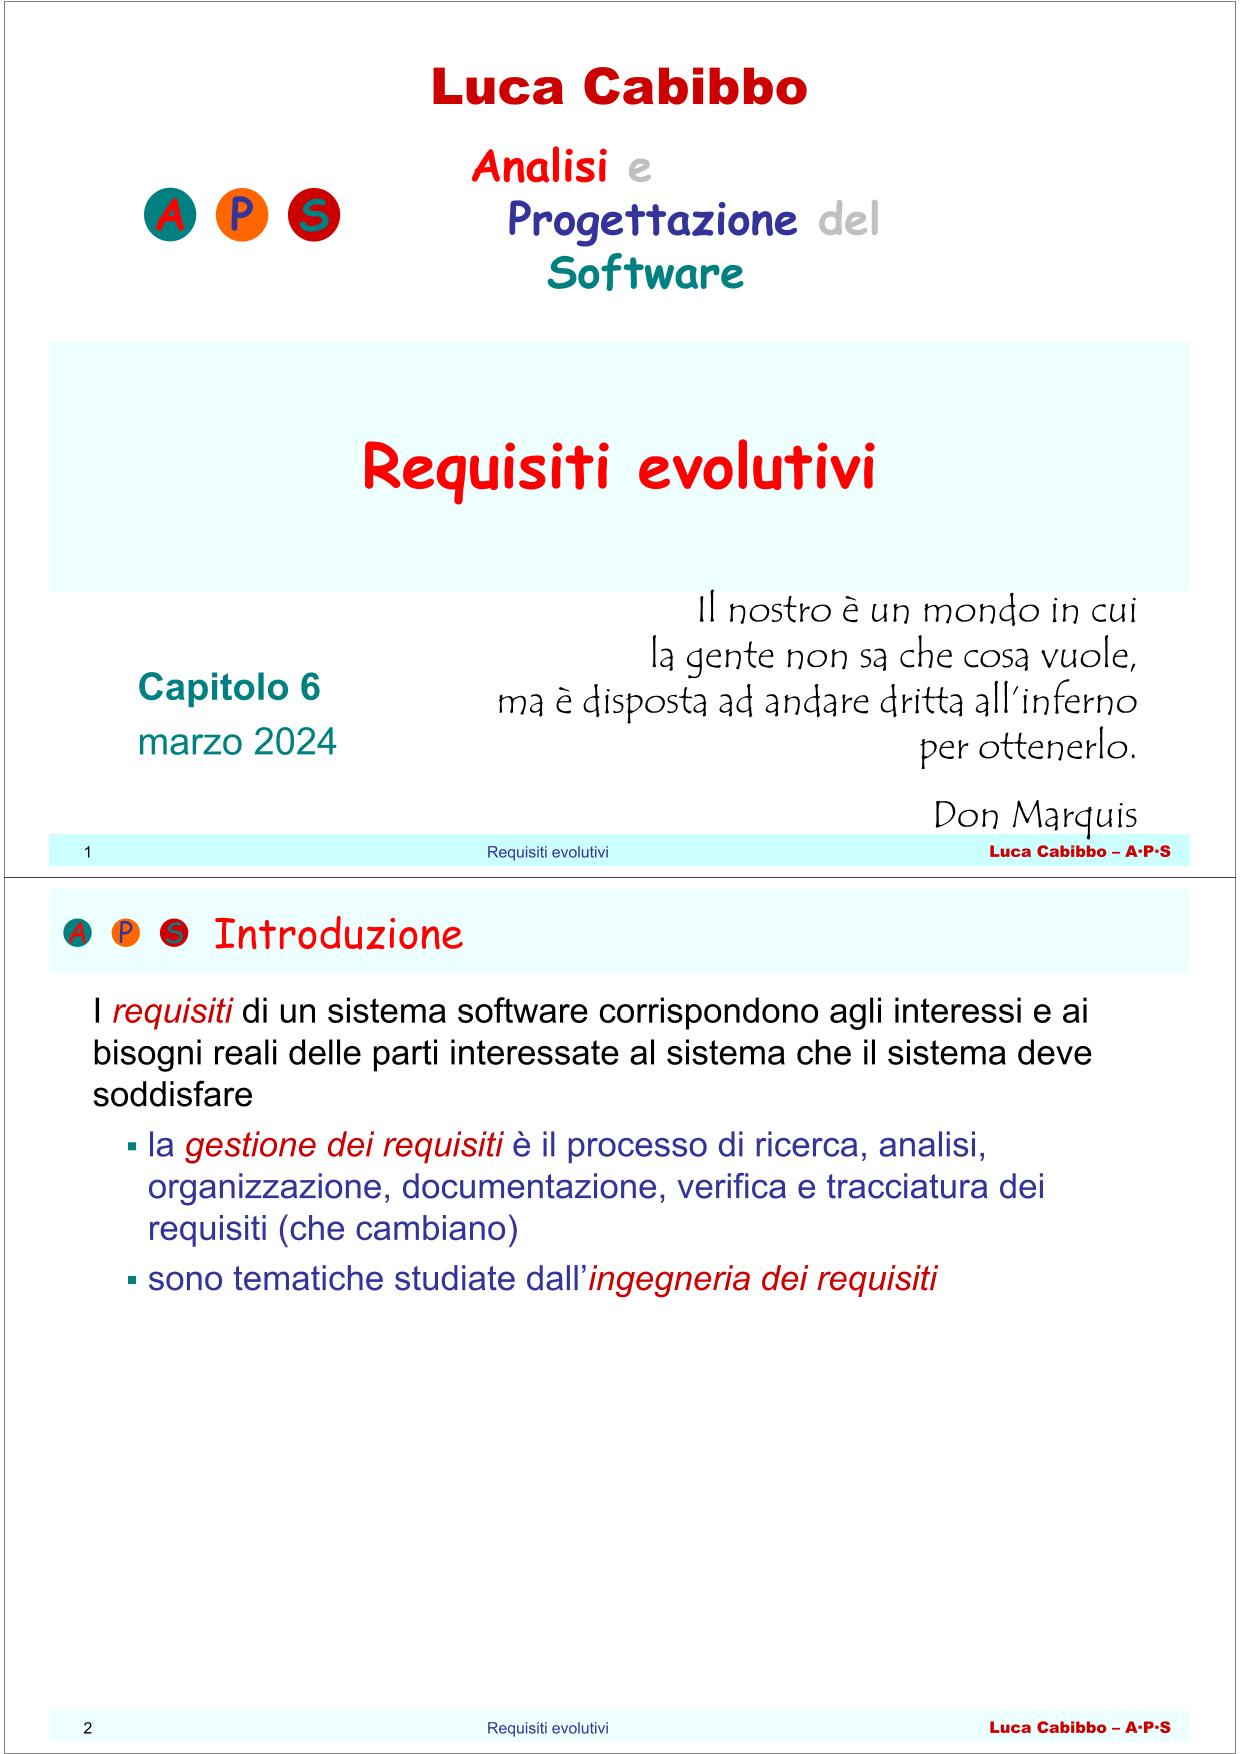 Luca Cabibbo
Analisi e
A P S
Progettazione del
Software
Requisiti evolutivi
Il nostro è un mondo in cui
la gente non sa che cosa vuole,
ma è disposta ad andare dritta all’inferno
per ottenerlo.
Don Marquis
Capitolo 6
marzo 2024
1 Requisiti evolutivi Luca Cabibbo – A·P·S
A P S Introduzione
I requisiti di un sistema software corrispondono agli interessi e ai
bisogni reali delle parti interessate al sistema che il sistema deve
soddisfare
▪ la gestione dei requisiti è il processo di ricerca, analisi,
organizzazione, documentazione, verifica e tracciatura dei
requisiti (che cambiano)
▪ sono tematiche studiate dall’ingegneria dei requisiti
2 Requisiti evolutivi Luca Cabibbo – A·P·S